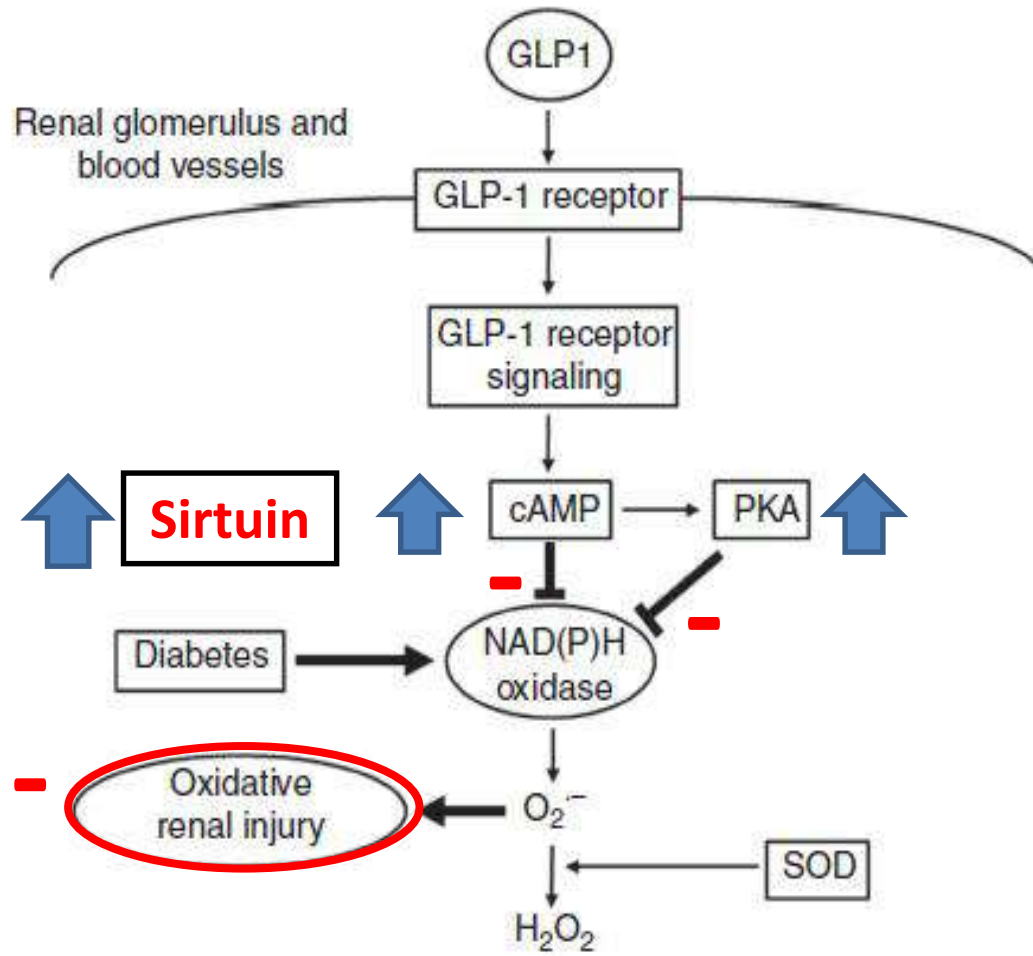 GLP1
Renal glomerulus and
blood vessels
GLP-1 receptor
GLP-1 receptor
signaling
Sirtuin
cAMP
PKA
Diabetes
NAD(P)H
oxidase
Oxidative
renal injury
O₂·⁻
SOD
H₂O₂